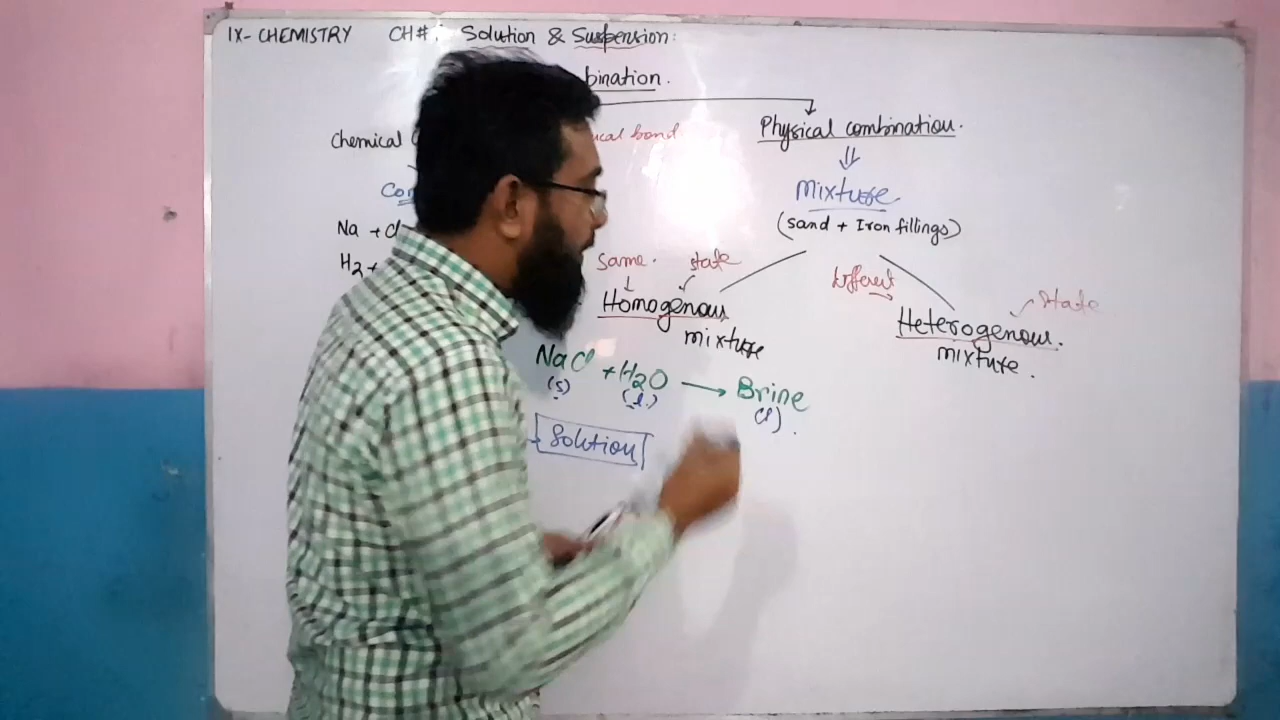 IX- CHEMISTRY CH#: Solution & Suspension:
bination.
Chemical bond
Physical combination.
Mixture
(sand + Iron fillings)
Na + Cl
H2 +
same. state
Different state
Homogenous
mixture
Heterogenous.
mixture.
NaCl + H2O → Brine
(s) (l.) (l).
Solution